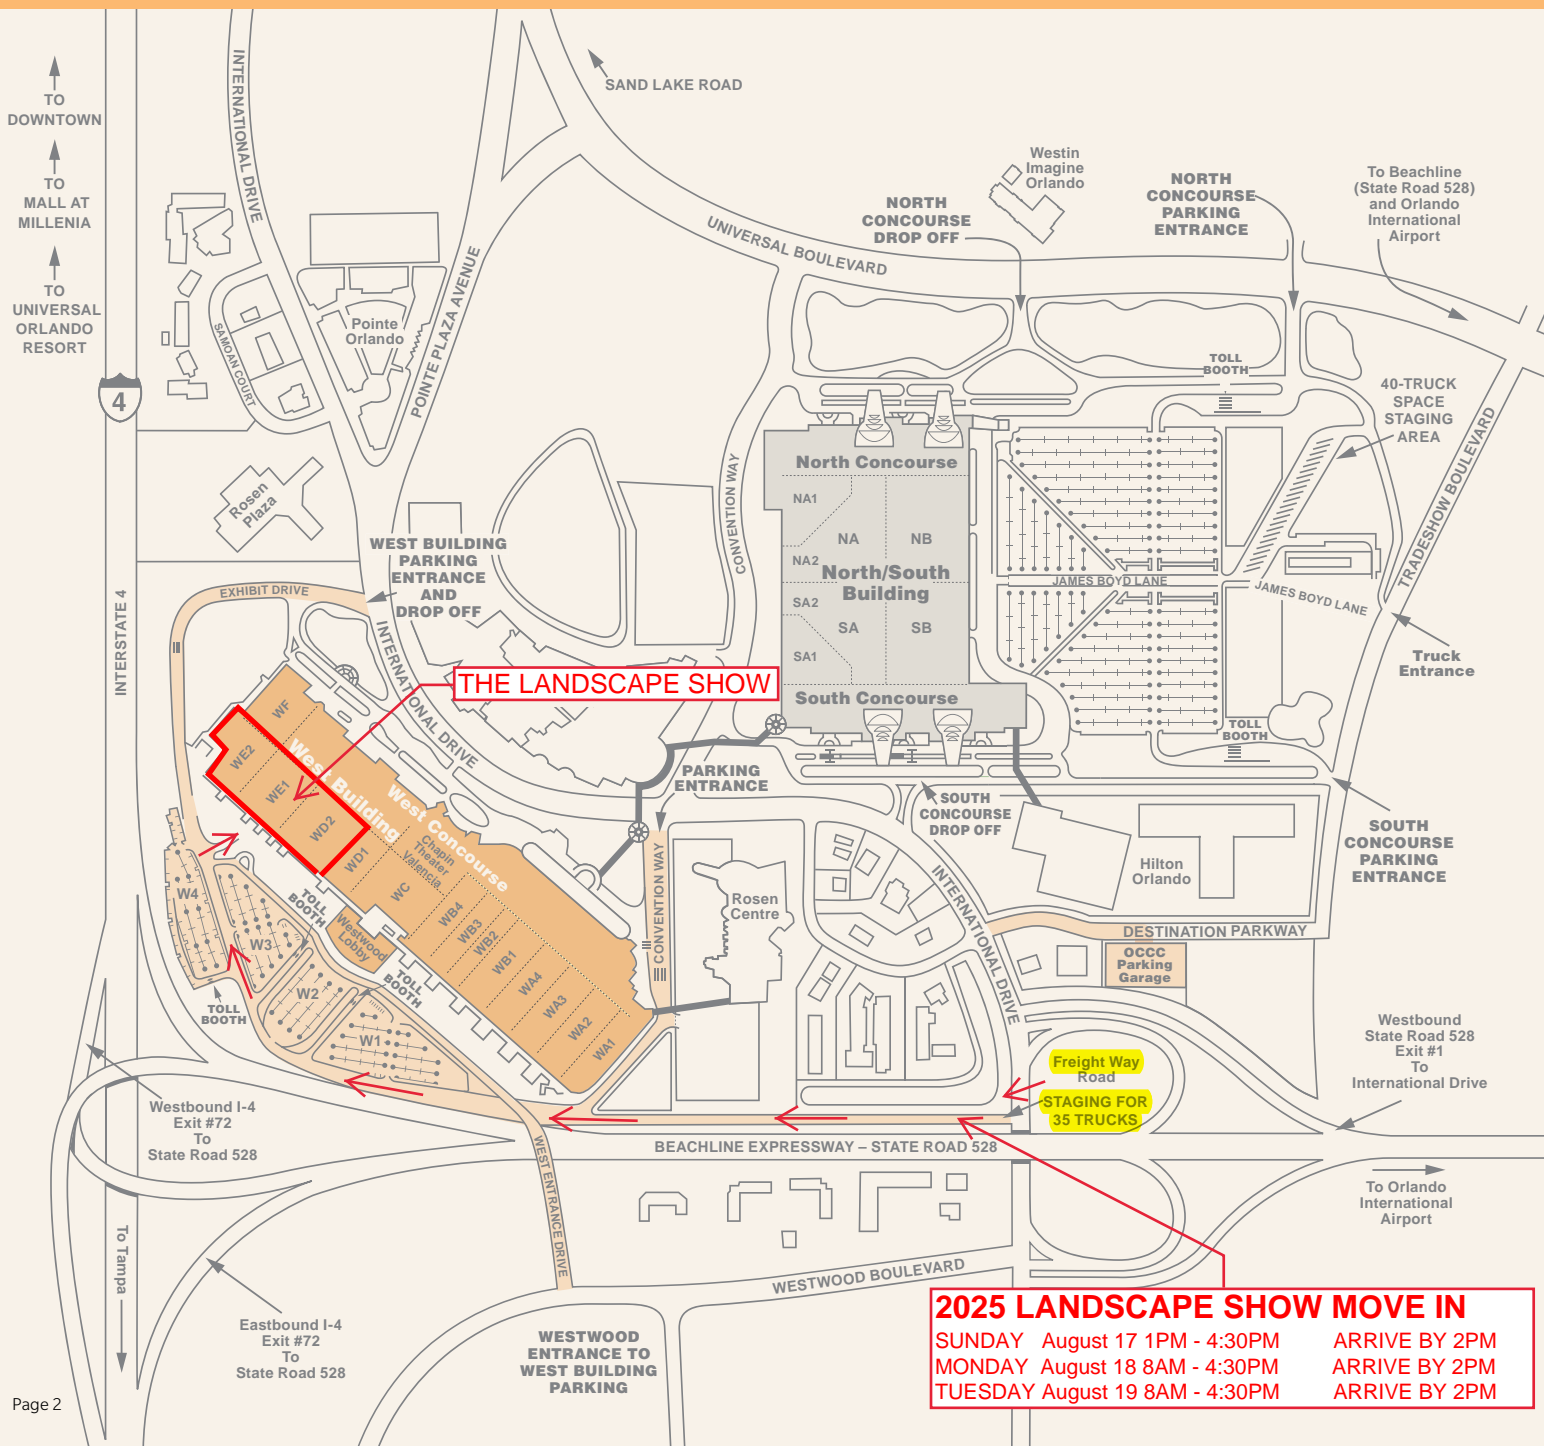 TO
DOWNTOWN
TO
MALL AT
MILLENIA
TO
UNIVERSAL
ORLANDO
RESORT
4
INTERSTATE 4
INTERNATIONAL DRIVE
SAND LAKE ROAD
Westin
Imagine
Orlando
NORTH
CONCOURSE
DROP OFF
NORTH
CONCOURSE
PARKING
ENTRANCE
To Beachline
(State Road 528)
and Orlando
International
Airport
UNIVERSAL BOULEVARD
POINTE PLAZA AVENUE
Pointe
Orlando
SAMOAN COURT
TOLL
BOOTH
40-TRUCK
SPACE
STAGING
AREA
TRADESHOW BOULEVARD
Rosen
Plaza
CONVENTION WAY
North Concourse
NA1
NA
NB
NA2
North/South
Building
SA2
SA
SB
SA1
South Concourse
JAMES BOYD LANE
JAMES BOYD LANE
WEST BUILDING
PARKING
ENTRANCE
AND
DROP OFF
EXHIBIT DRIVE
INTERNATIONAL DRIVE
Truck
Entrance
THE LANDSCAPE SHOW
TOLL
BOOTH
WF
WE2
WE1
WD2
WD1
WC
WB4
WB3
WB2
WB1
WA4
WA3
WA2
WA1
West Building
West Concourse
Chapin
Theater
Valencia
Westwood
Lobby
PARKING
ENTRANCE
SOUTH
CONCOURSE
DROP OFF
SOUTH
CONCOURSE
PARKING
ENTRANCE
Hilton
Orlando
CONVENTION WAY
Rosen
Centre
INTERNATIONAL DRIVE
DESTINATION PARKWAY
OCCC
Parking
Garage
W4
W3
W2
W1
TOLL
BOOTH
TOLL
BOOTH
TOLL
BOOTH
Westbound
State Road 528
Exit #1
To
International Drive
Freight Way
Road
STAGING FOR
35 TRUCKS
Westbound I-4
Exit #72
To
State Road 528
BEACHLINE EXPRESSWAY – STATE ROAD 528
WEST ENTRANCE DRIVE
To Orlando
International
Airport
To Tampa
WESTWOOD BOULEVARD
Eastbound I-4
Exit #72
To
State Road 528
WESTWOOD
ENTRANCE TO
WEST BUILDING
PARKING
2025 LANDSCAPE SHOW MOVE IN
SUNDAY August 17 1PM - 4:30PM ARRIVE BY 2PM
MONDAY August 18 8AM - 4:30PM ARRIVE BY 2PM
TUESDAY August 19 8AM - 4:30PM ARRIVE BY 2PM
Page 2